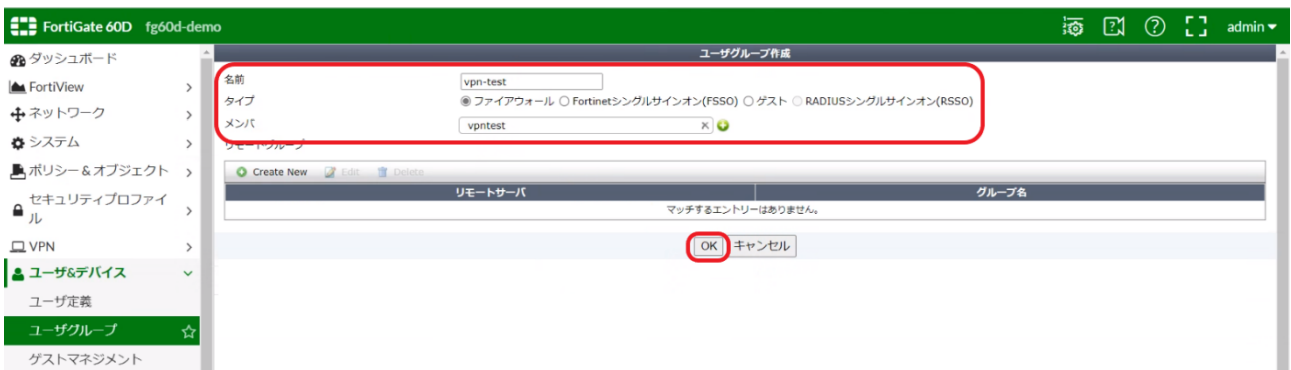 FortiGate 60D fg60d-demo
admin
ダッシュボード
FortiView
ネットワーク
システム
ポリシー＆オブジェクト
セキュリティプロファイ
ル
VPN
ユーザ&デバイス
ユーザ定義
ユーザグループ
ゲストマネジメント
ユーザグループ作成
名前 vpn-test
タイプ ファイアウォール Fortinetシングルサインオン(FSSO) ゲスト RADIUSシングルサインオン(RSSO)
メンバ vpntest
リモートグループ
Create New Edit Delete
リモートサーバ グループ名
マッチするエントリーはありません。
OK キャンセル